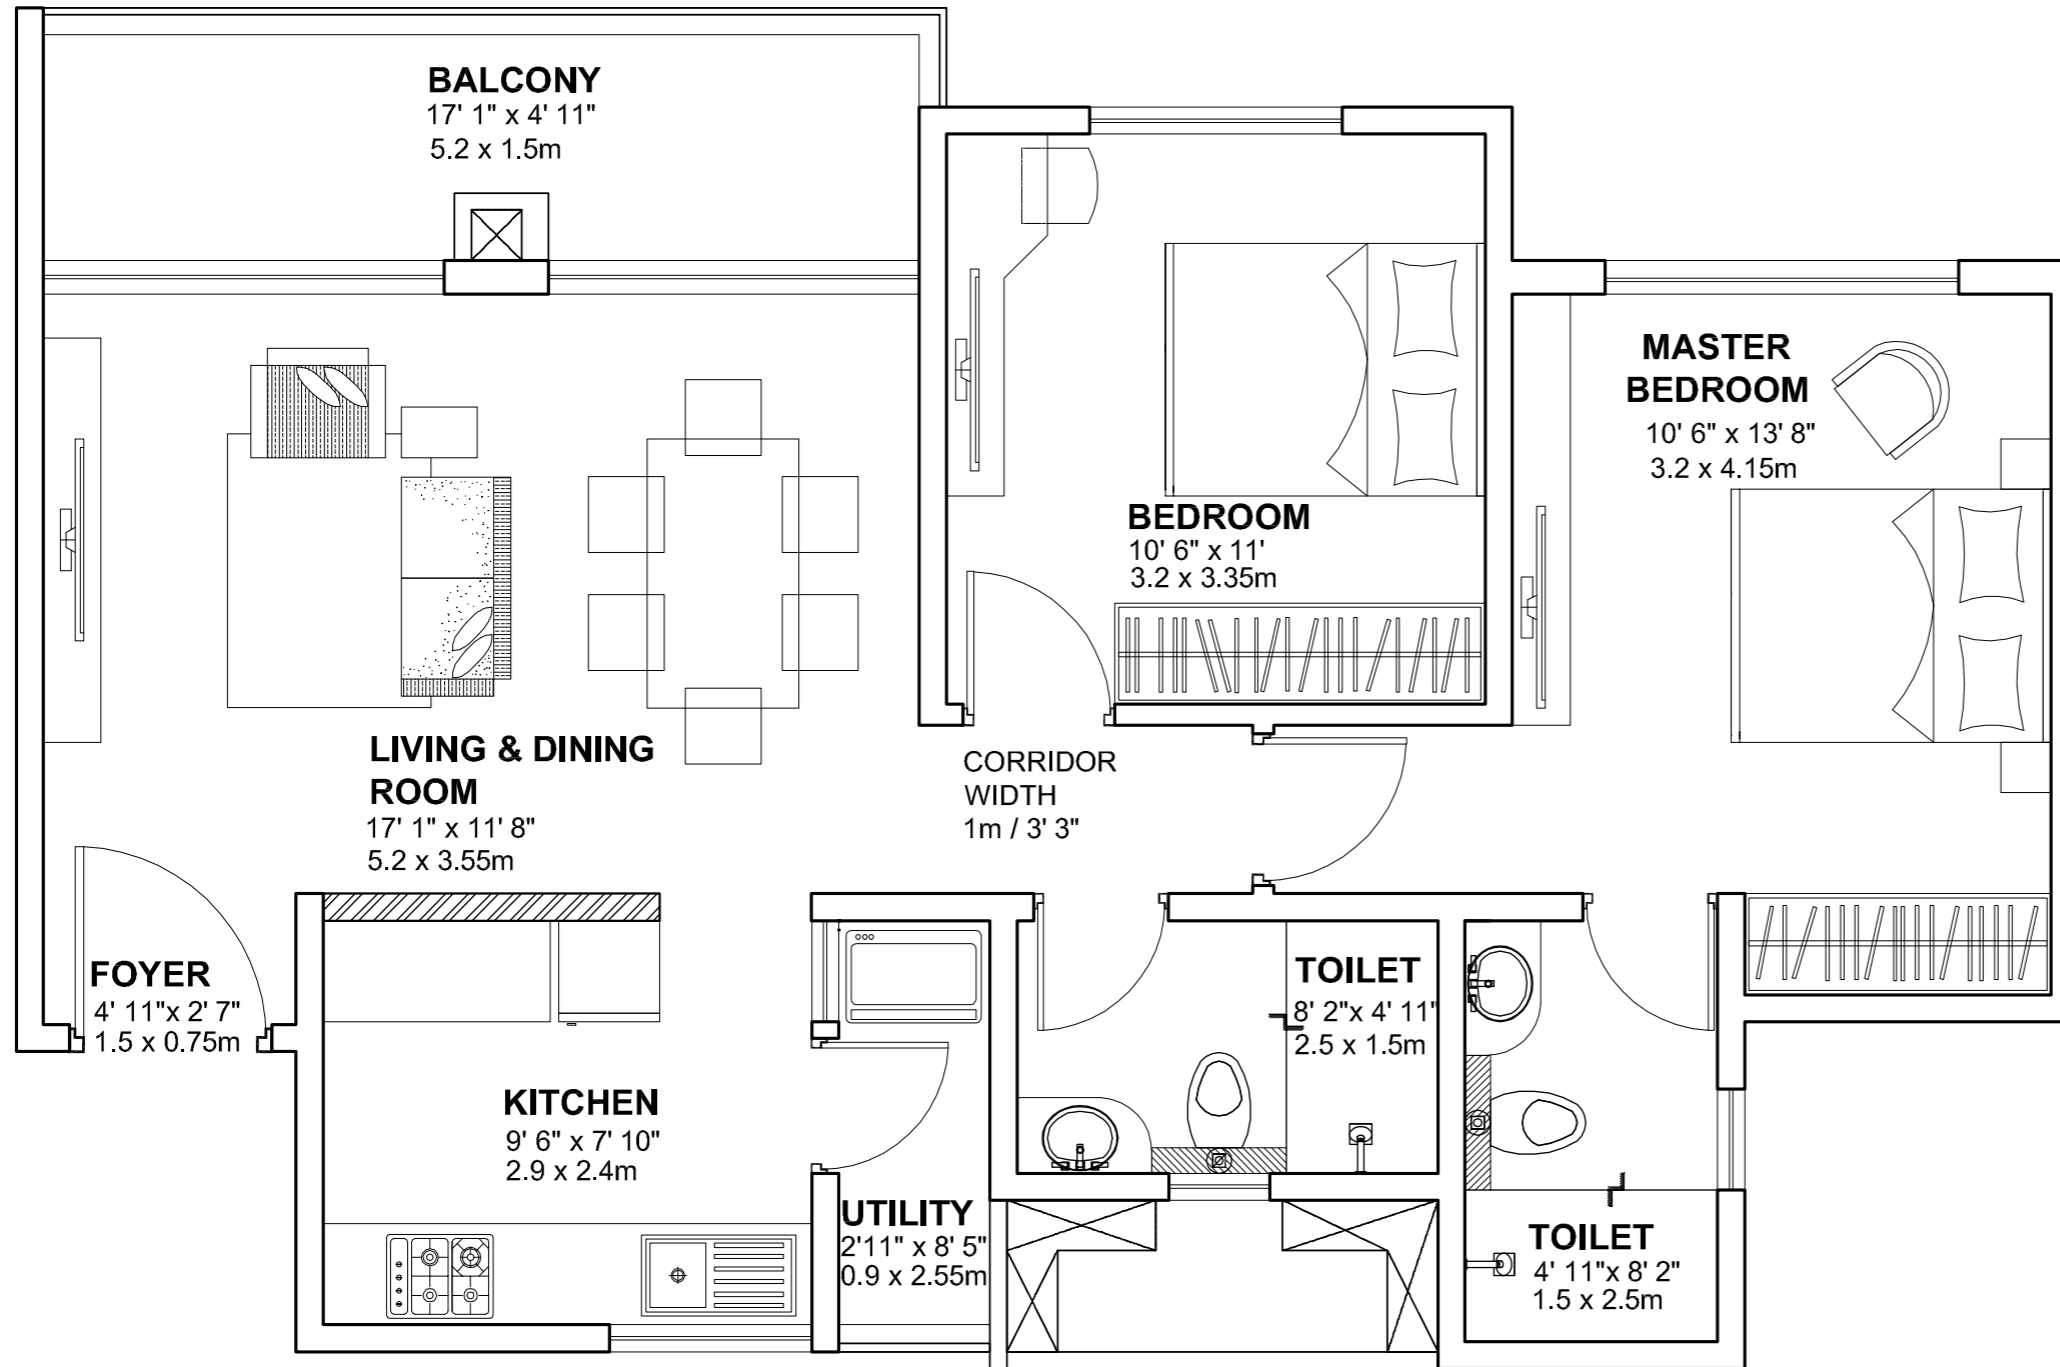 BALCONY
17' 1" x 4' 11"
5.2 x 1.5m
MASTER
BEDROOM
10' 6" x 13' 8"
3.2 x 4.15m
BEDROOM
10' 6" x 11'
3.2 x 3.35m
LIVING & DINING
ROOM
17' 1" x 11' 8"
5.2 x 3.55m
CORRIDOR
WIDTH
1m / 3' 3"
FOYER
4' 11"x 2' 7"
1.5 x 0.75m
TOILET
8' 2"x 4' 11"
2.5 x 1.5m
KITCHEN
9' 6" x 7' 10"
2.9 x 2.4m
UTILITY
2'11" x 8' 5"
0.9 x 2.55m
TOILET
4' 11"x 8' 2"
1.5 x 2.5m